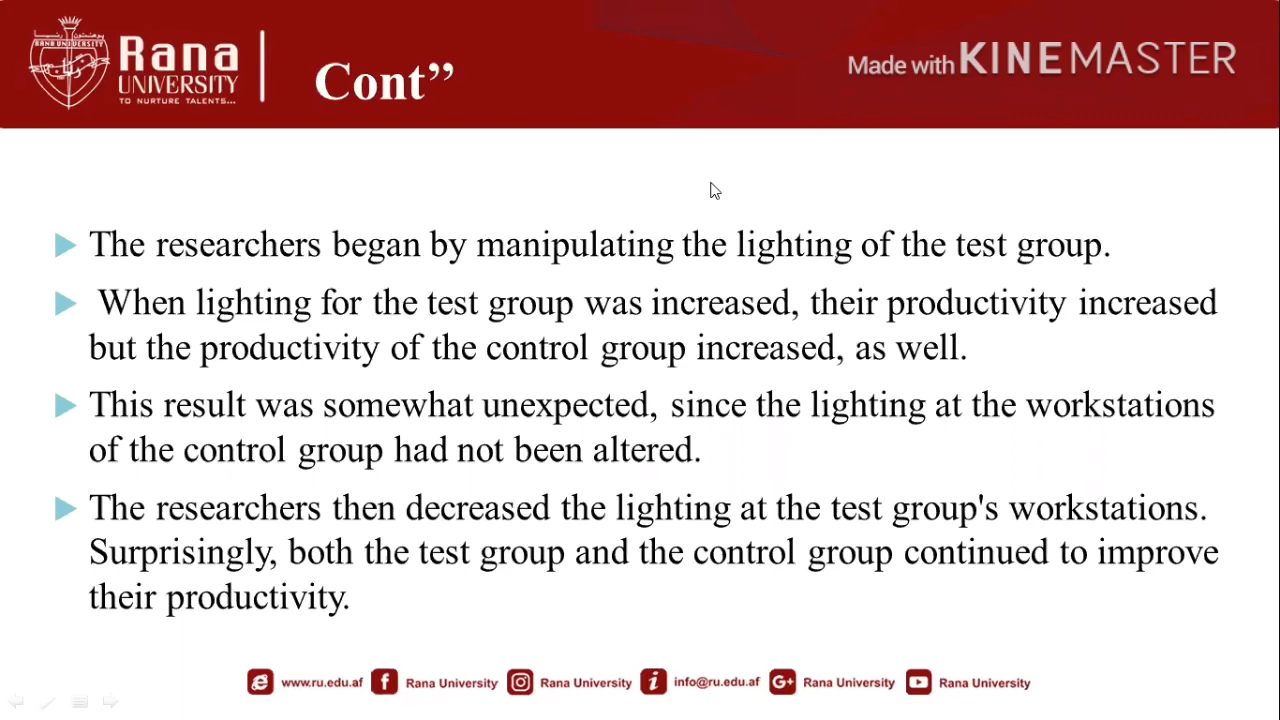 RANA UNIVERSITY
Rana
UNIVERSITY
TO NURTURE TALENTS...
Cont”
Made with KINEMASTER
The researchers began by manipulating the lighting of the test group.
When lighting for the test group was increased, their productivity increased
but the productivity of the control group increased, as well.
This result was somewhat unexpected, since the lighting at the workstations
of the control group had not been altered.
The researchers then decreased the lighting at the test group's workstations.
Surprisingly, both the test group and the control group continued to improve
their productivity.
www.ru.edu.af Rana University Rana University info@ru.edu.af Rana University Rana University